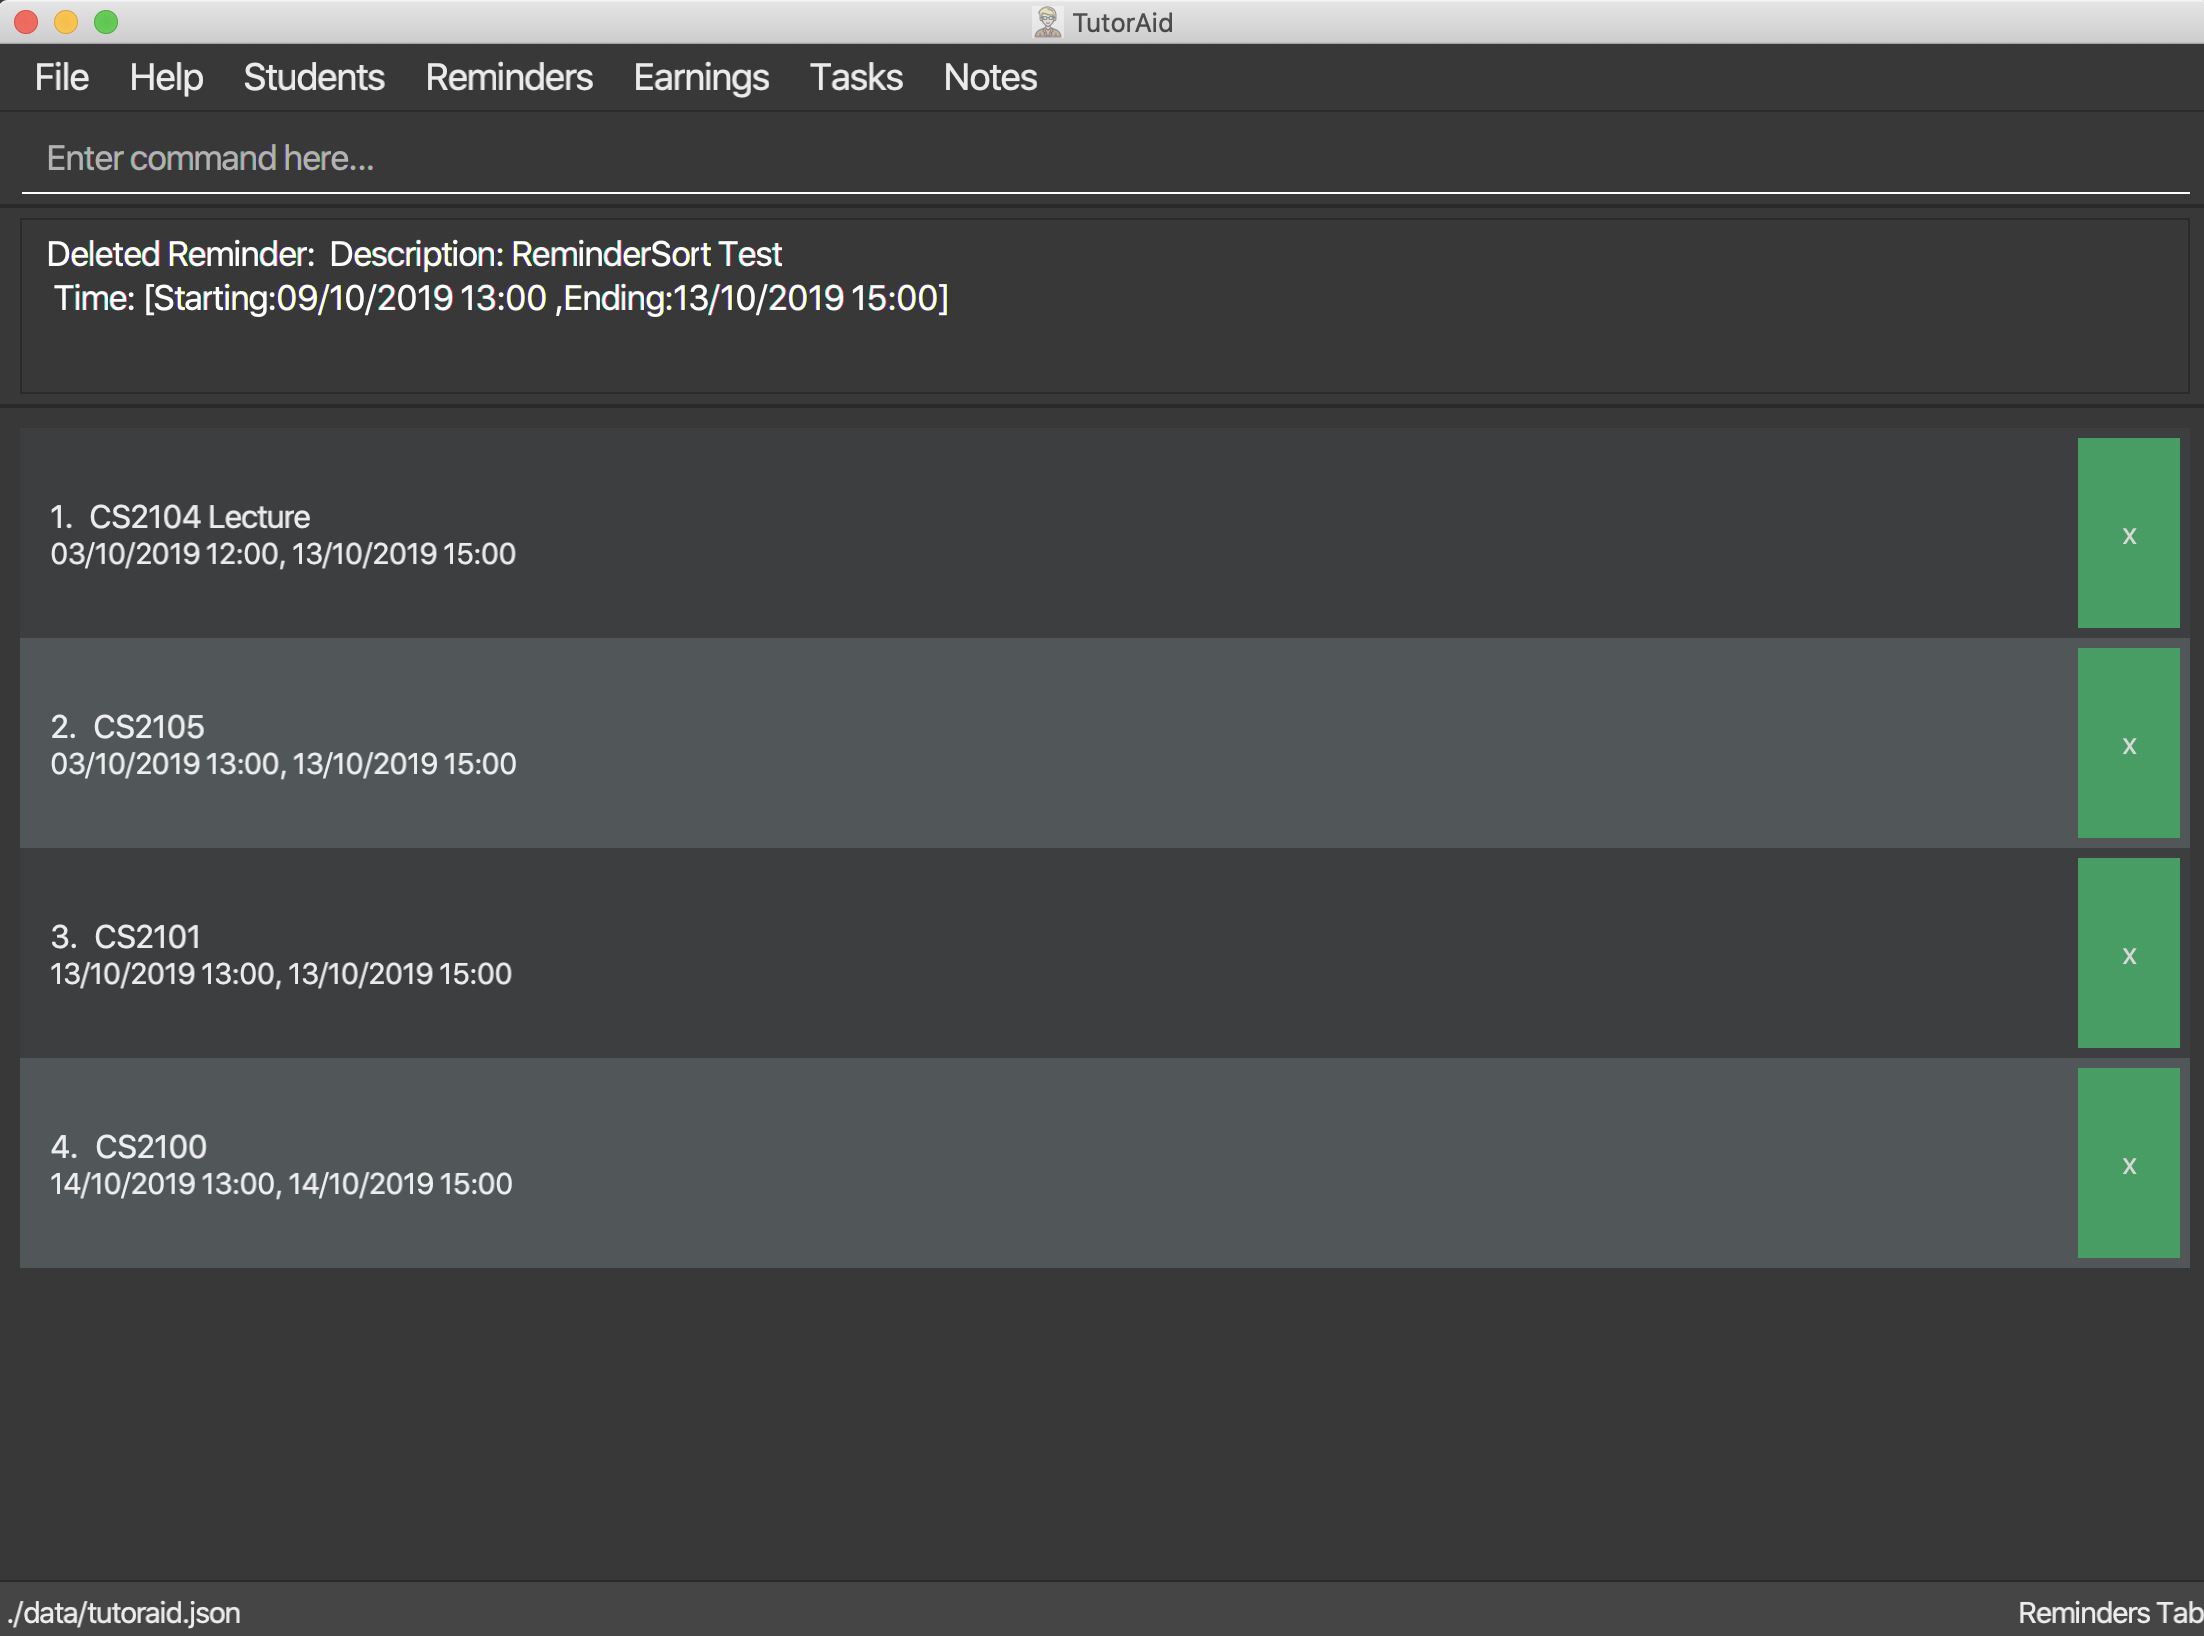 TutorAid
File Help Students Reminders Earnings Tasks Notes
Enter command here...
Deleted Reminder:  Description: ReminderSort Test
Time: [Starting:09/10/2019 13:00 ,Ending:13/10/2019 15:00]
1. CS2104 Lecture
03/10/2019 12:00, 13/10/2019 15:00
x
2. CS2105
03/10/2019 13:00, 13/10/2019 15:00
x
3. CS2101
13/10/2019 13:00, 13/10/2019 15:00
x
4. CS2100
14/10/2019 13:00, 14/10/2019 15:00
x
./data/tutoraid.json
Reminders Tab